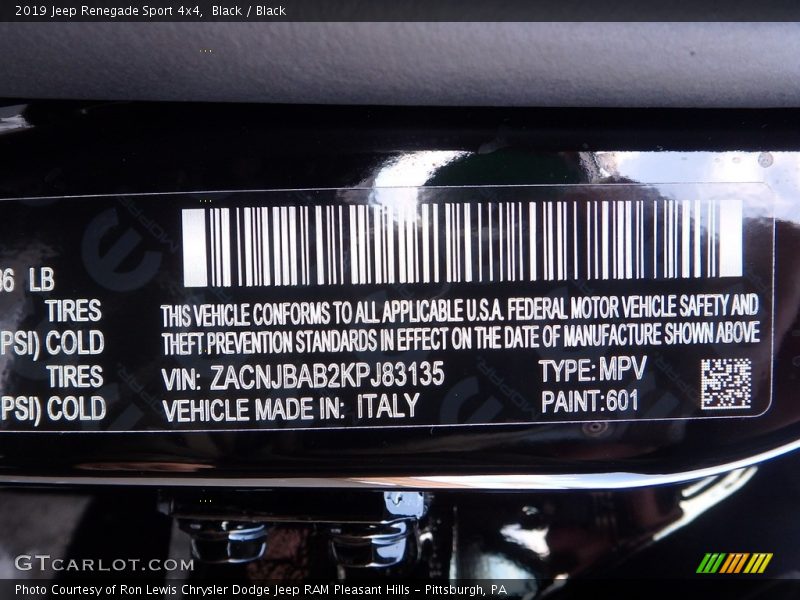 2019 Jeep Renegade Sport 4x4, Black / Black
LB
TIRES
PSI) COLD
TIRES
PSI) COLD
THIS VEHICLE CONFORMS TO ALL APPLICABLE U.S.A. FEDERAL MOTOR VEHICLE SAFETY AND
THEFT PREVENTION STANDARDS IN EFFECT ON THE DATE OF MANUFACTURE SHOWN ABOVE
VIN: ZACNJBAB2KPJ83135 TYPE:MPV
VEHICLE MADE IN: ITALY PAINT:601
GTCARLOT.COM
Photo Courtesy of Ron Lewis Chrysler Dodge Jeep RAM Pleasant Hills - Pittsburgh, PA